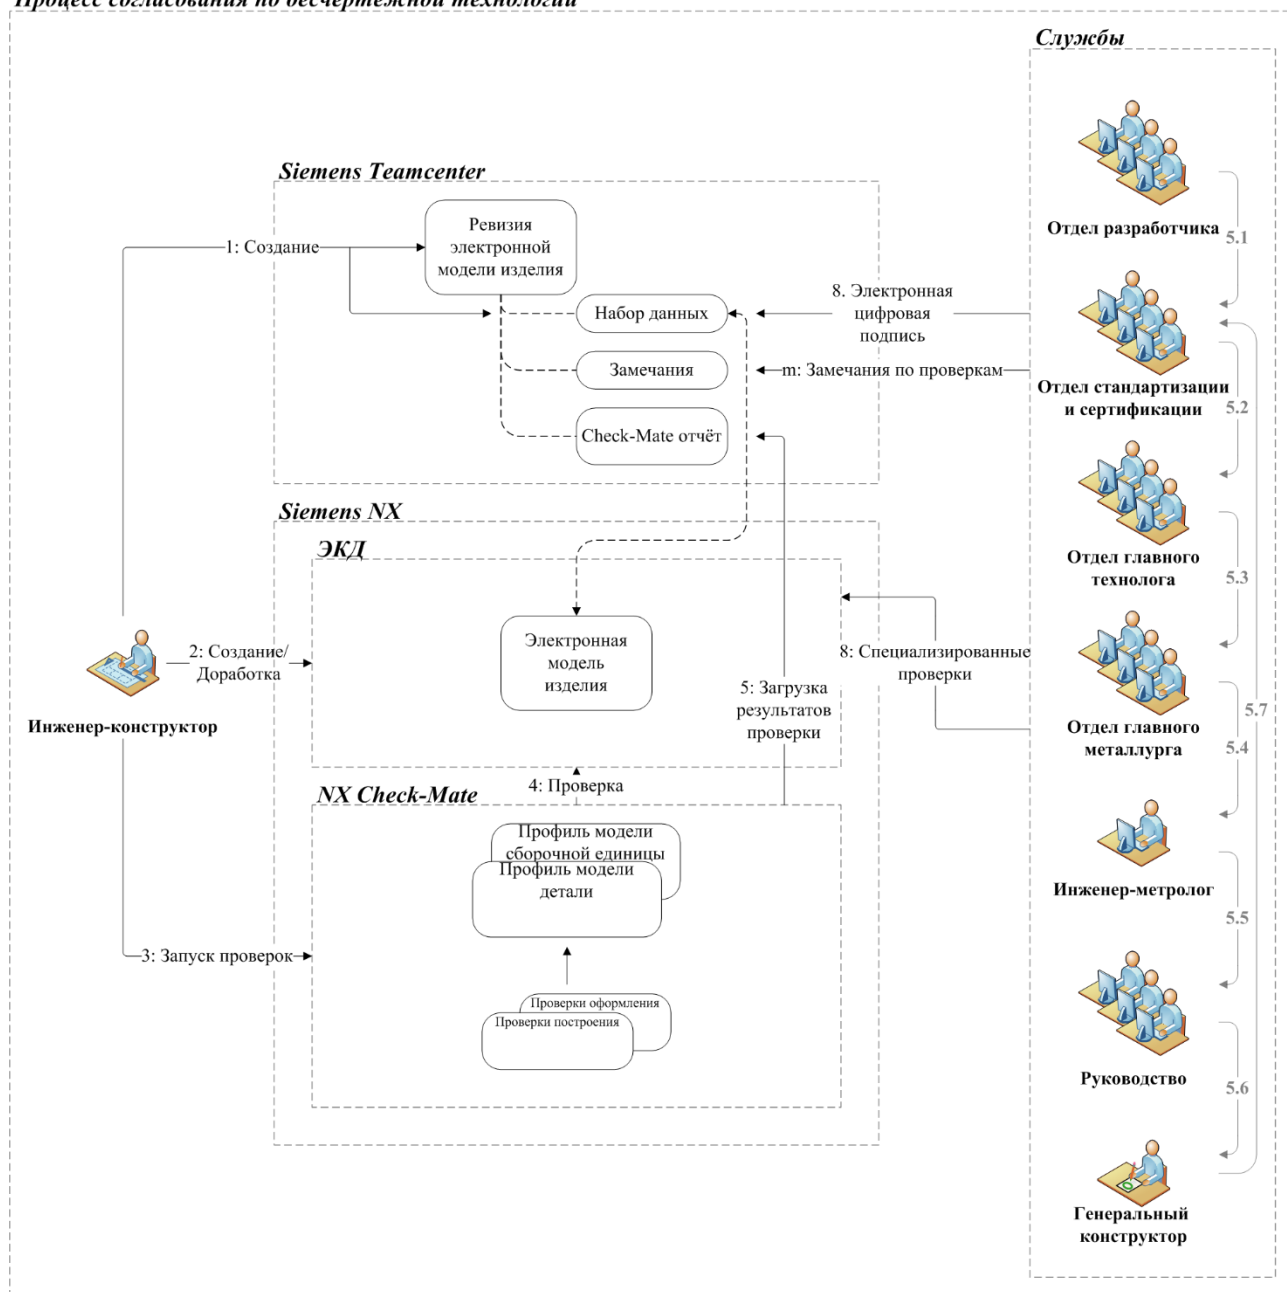 Процесс согласования по бесчертежной технологии
Службы
Siemens Teamcenter
Ревизия
электронной
модели изделия
1: Создание
Набор данных
Замечания
Check-Mate отчёт
8. Электронная
цифровая
подпись
m: Замечания по проверкам
Отдел разработчика
5.1
Отдел стандартизации
и сертификации
5.2
Siemens NX
ЭКД
Электронная
модель
изделия
2: Создание/
Доработка
Инженер-конструктор
5: Загрузка
результатов
проверки
8: Специализированные
проверки
Отдел главного
технолога
5.3
Отдел главного
металлурга
5.4
5.7
4: Проверка
NX Check-Mate
Профиль модели
сборочной единицы
Профиль модели
детали
3: Запуск проверок
Проверки оформления
Проверки построения
Инженер-метролог
5.5
Руководство
5.6
Генеральный
конструктор